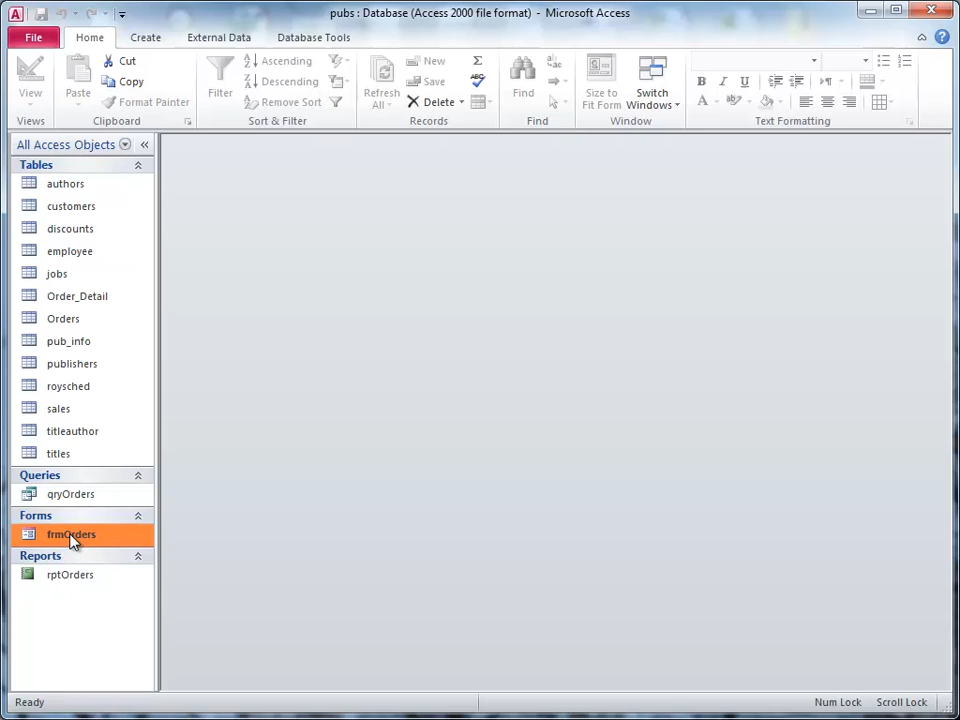 pubs : Database (Access 2000 file format) - Microsoft Access
File Home Create External Data Database Tools
View
Views
Paste
Cut
Copy
Format Painter
Clipboard
Filter
Ascending
Descending
Remove Sort
Sort & Filter
Refresh All
New
Save
Delete
Records
Find
Find
Size to Fit Form
Switch Windows
Window
B I U
A
Text Formatting
All Access Objects
Tables
authors
customers
discounts
employee
jobs
Order_Detail
Orders
pub_info
publishers
roysched
sales
titleauthor
titles
Queries
qryOrders
Forms
frmOrders
Reports
rptOrders
Ready
Num Lock Scroll Lock